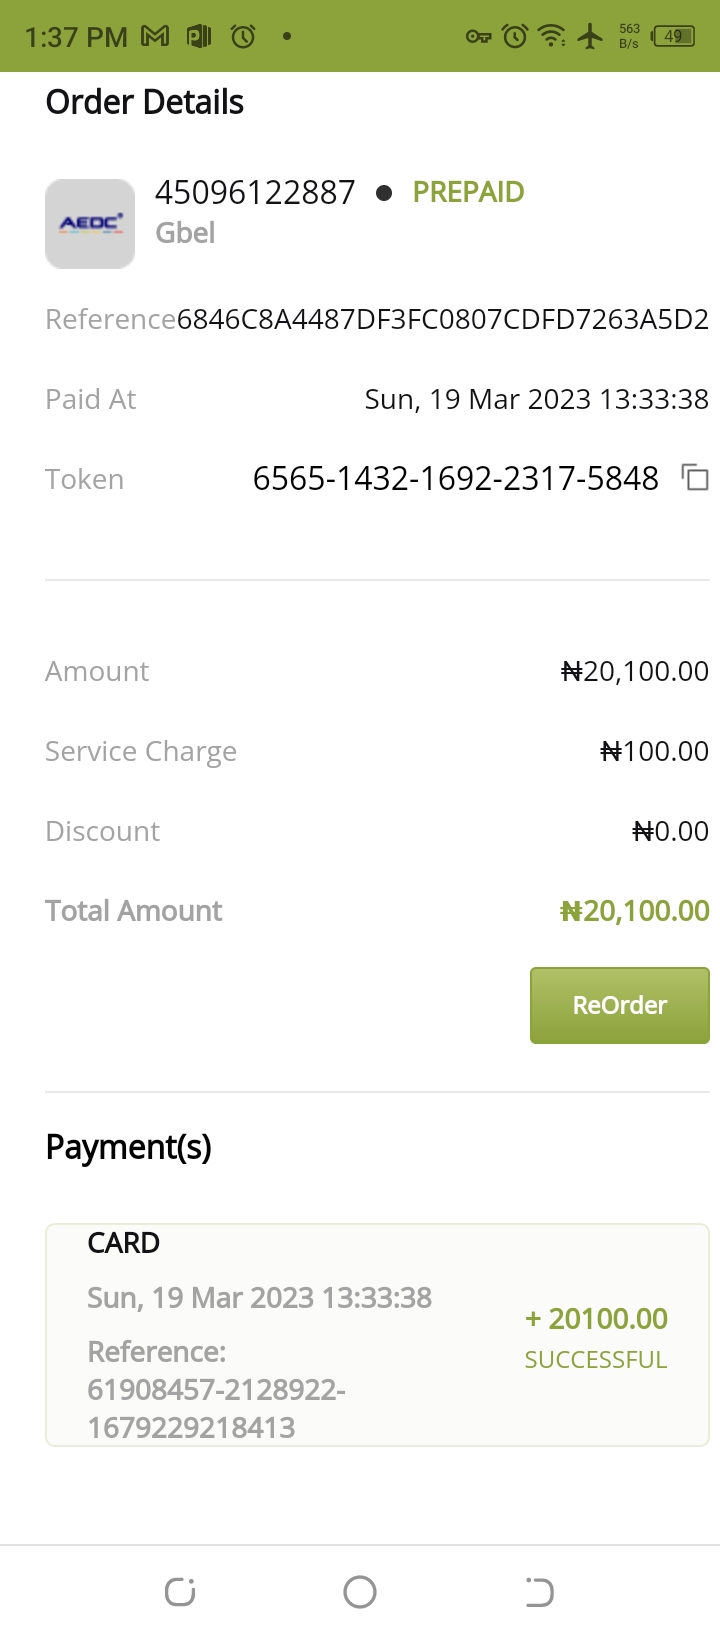 1:37 PM
563
B/s
49
Order Details
AEDC
45096122887 ● PREPAID
Gbel
Reference6846C8A4487DF3FC0807CDFD7263A5D2
Paid At Sun, 19 Mar 2023 13:33:38
Token 6565-1432-1692-2317-5848
Amount ₦20,100.00
Service Charge ₦100.00
Discount ₦0.00
Total Amount ₦20,100.00
ReOrder
Payment(s)
CARD
Sun, 19 Mar 2023 13:33:38
+ 20100.00
SUCCESSFUL
Reference:
61908457-2128922-
1679229218413